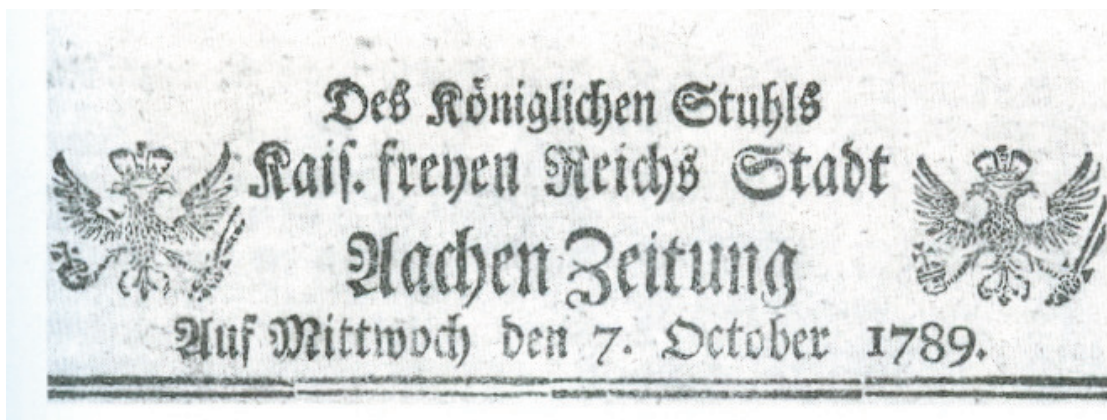 Des Königlichen Stuhls
Kais. freyen Reichs Stadt
Aachen Zeitung
Auf Mittwoch den 7. October 1789.